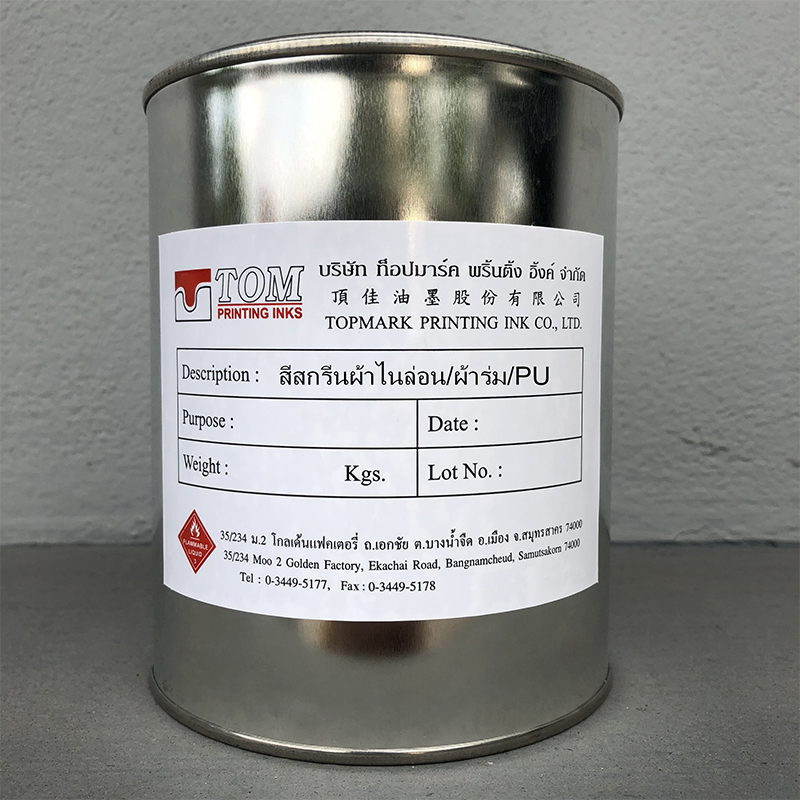 TOM
PRINTING INKS
บริษัท ท็อปมาร์ค พริ้นติ้ง อิ้งค์ จำกัด
頂佳油墨股份有限公司
TOPMARK PRINTING INK CO., LTD.
Description : สีสกรีนผ้าไนล่อน/ผ้าร่ม/PU
Purpose : Date :
Weight : Kgs. Lot No. :
FLAMMABLE
LIQUID
3
35/234 ม.2 โกลเด้นแฟคเตอรี่ ถ.เอกชัย ต.บางน้ำจืด อ.เมือง จ.สมุทรสาคร 74000
35/234 Moo 2 Golden Factory, Ekachai Road, Bangnamcheud, Samutsakorn 74000
Tel : 0-3449-5177, Fax : 0-3449-5178